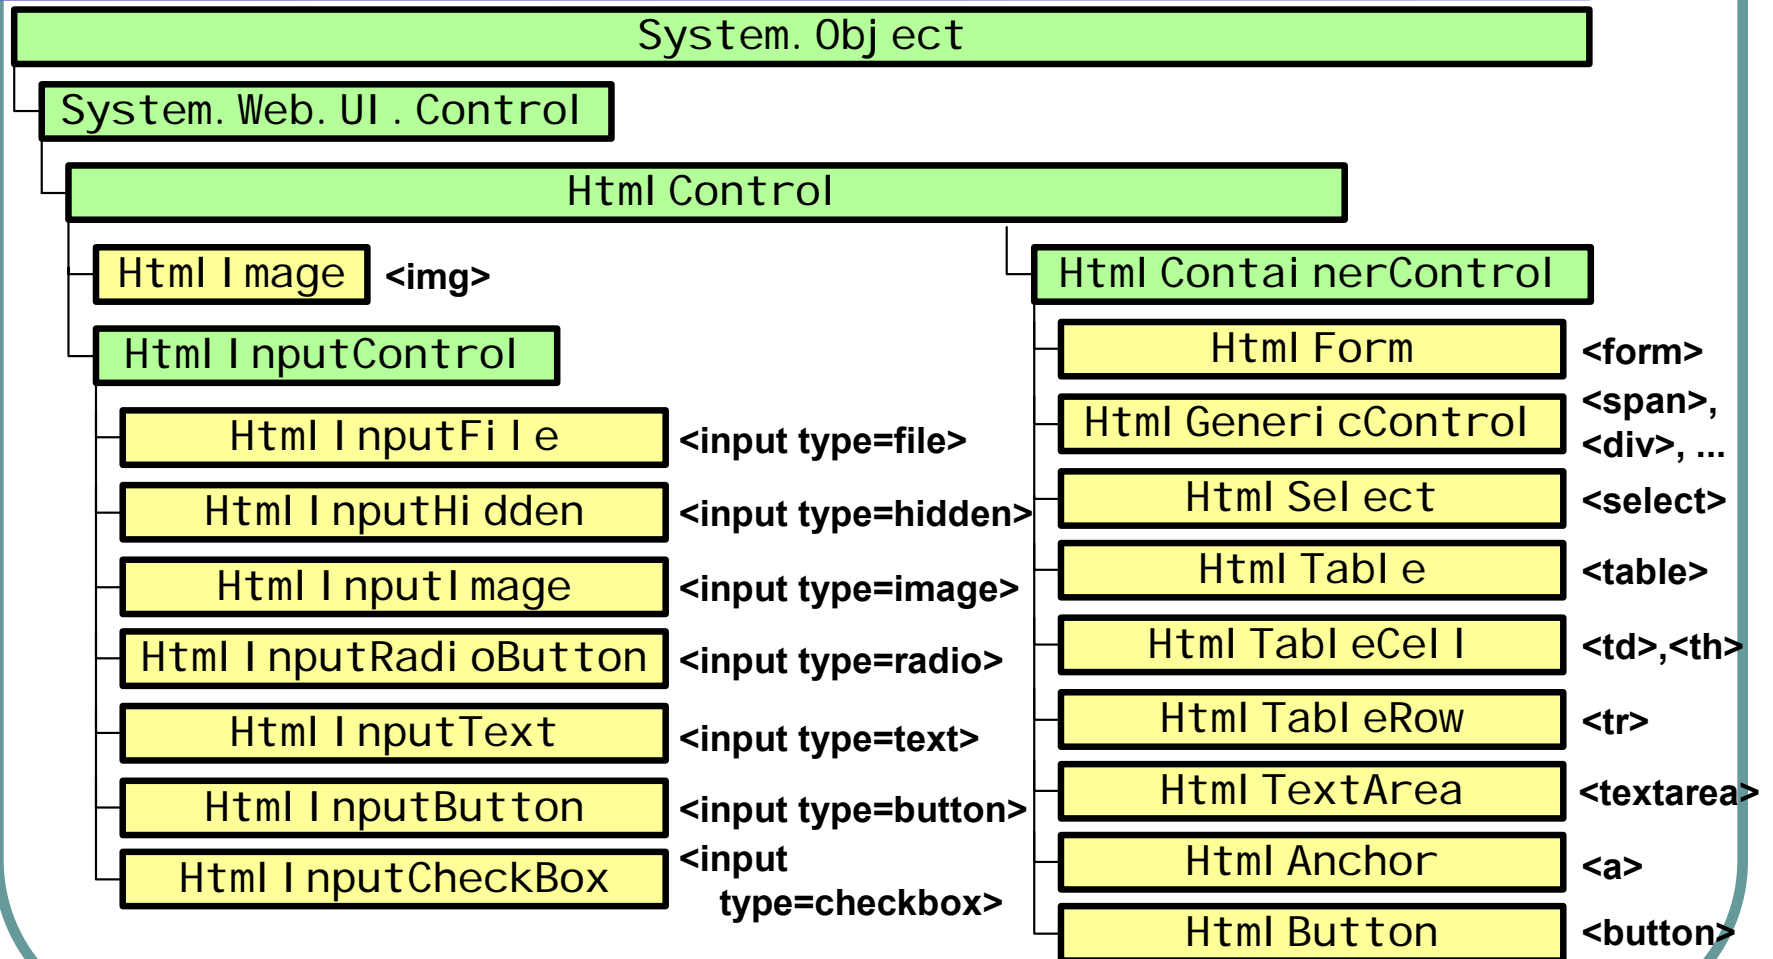 System.Object
System.Web.UI.Control
HtmlControl
HtmlImage <img>
HtmlInputControl
HtmlInputFile <input type=file>
HtmlInputHidden <input type=hidden>
HtmlInputImage <input type=image>
HtmlInputRadioButton <input type=radio>
HtmlInputText <input type=text>
HtmlInputButton <input type=button>
HtmlInputCheckBox <input
type=checkbox>
HtmlContainerControl
HtmlForm <form>
HtmlGenericControl <span>,
<div>, ...
HtmlSelect <select>
HtmlTable <table>
HtmlTableCell <td>,<th>
HtmlTableRow <tr>
HtmlTextArea <textarea>
HtmlAnchor <a>
HtmlButton <button>